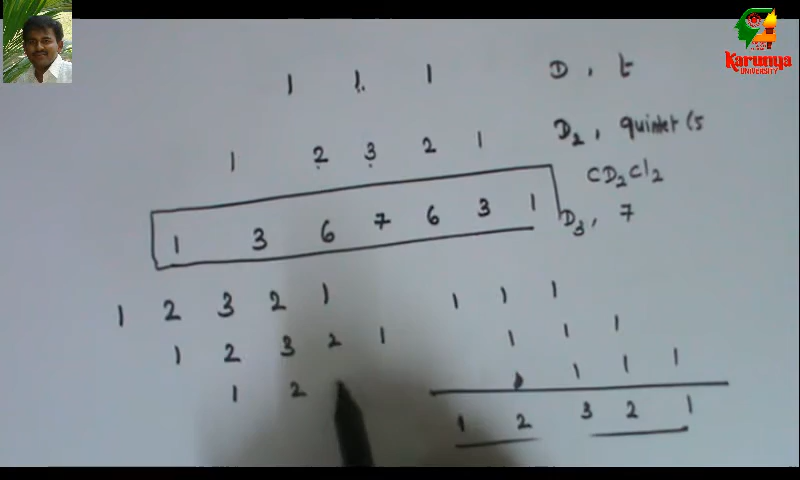 Karunya
UNIVERSITY
1 1 1 D, t
1 2 3 2 1 D2, quintet (5
CD2Cl2
1 3 6 7 6 3 1 D3, 7
1 2 3 2 1 1 1 1
1 2 3 2 1 1 1 1
1 2 1 1 1
1 2 3 2 1